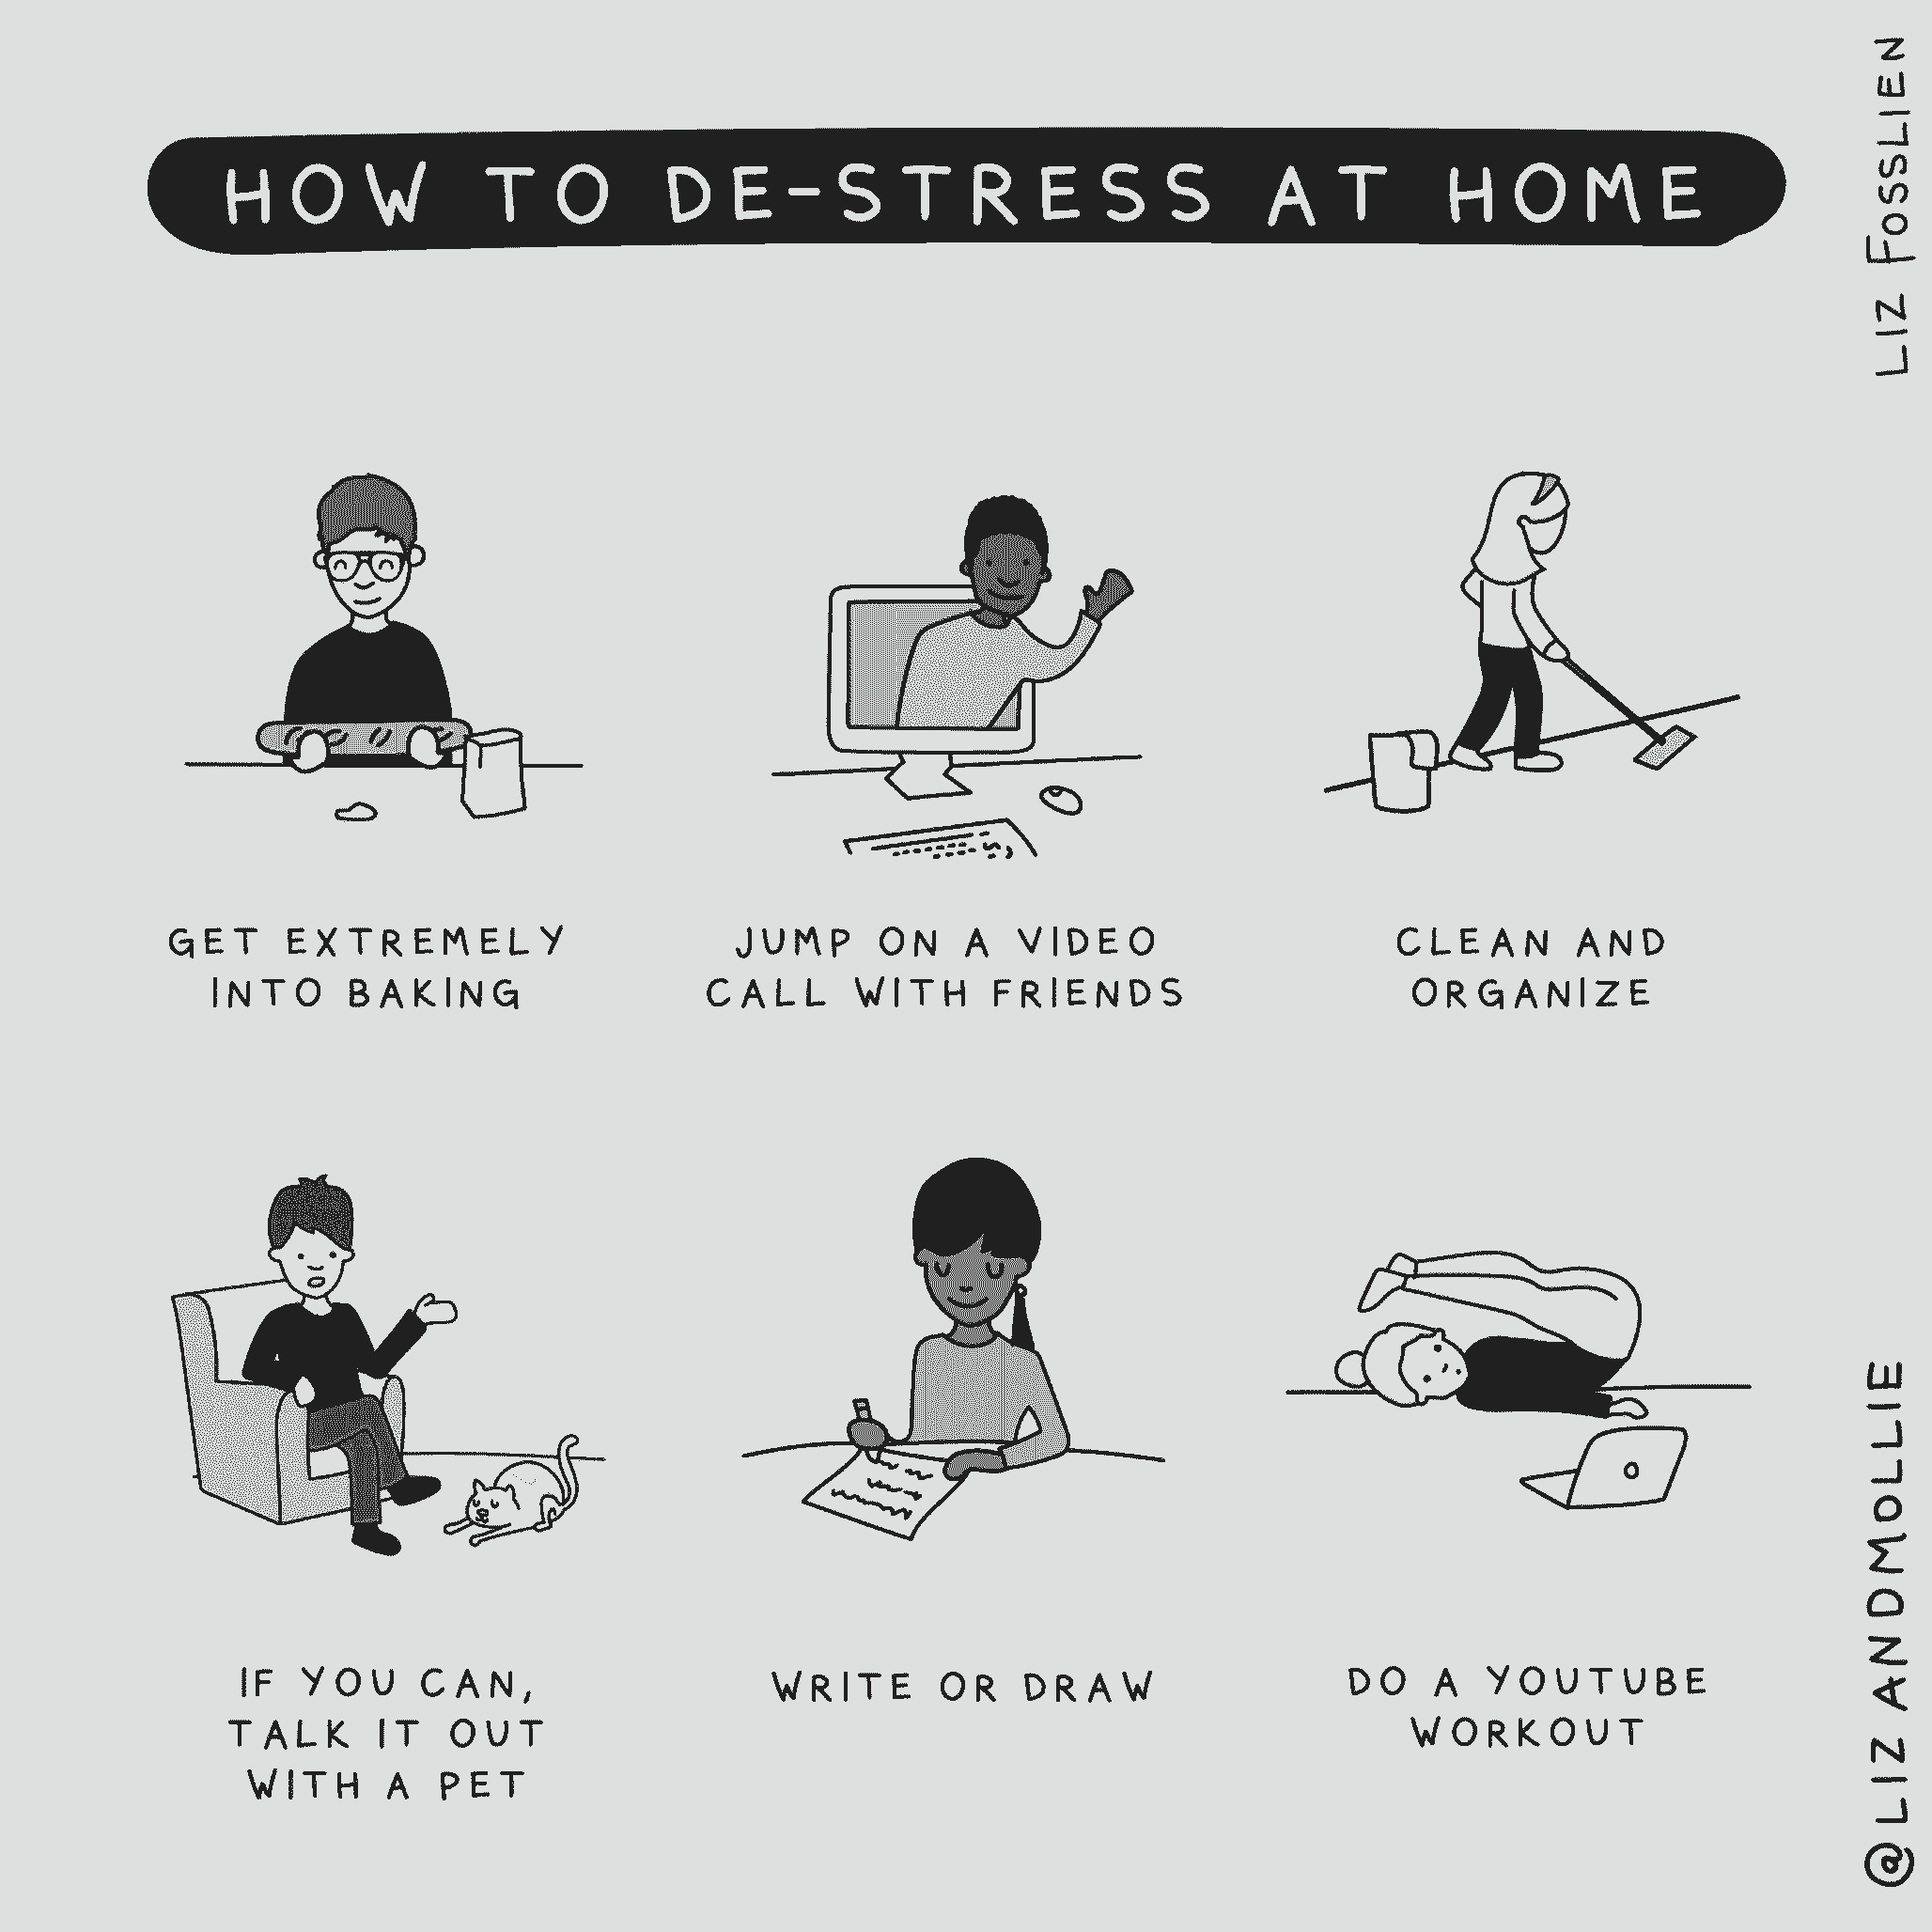 HOW TO DE-STRESS AT HOME
LIZ FOSSLIEN
GET EXTREMELY
INTO BAKING
JUMP ON A VIDEO
CALL WITH FRIENDS
CLEAN AND
ORGANIZE
IF YOU CAN,
TALK IT OUT
WITH A PET
WRITE OR DRAW
DO A YOUTUBE
WORKOUT
@LIZANDMOLLIE